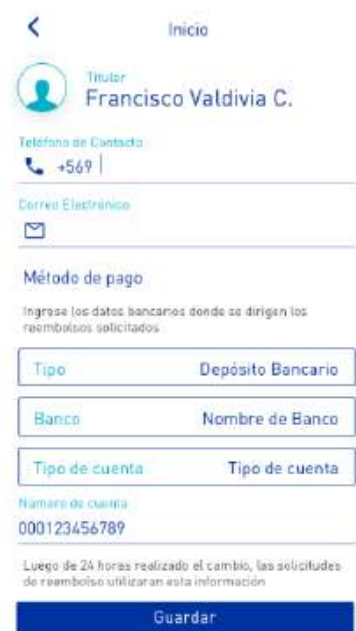 Inicio
Titular
Francisco Valdivia C.
Teléfono de Contacto
+569
Correo Electrónico
Método de pago
Ingrese los datos bancarios donde se dirigen los
reembolsos solicitados
Tipo Depósito Bancario
Banco Nombre de Banco
Tipo de cuenta Tipo de cuenta
Número de cuenta
000123456789
Luego de 24 horas realizado el cambio, las solicitudes
de reembolso utilizaran esta información
Guardar